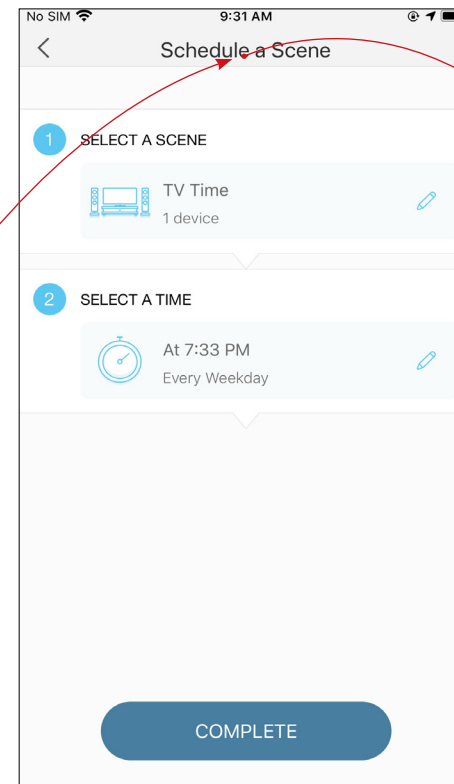 No SIM 9:31 AM
Schedule a Scene
1 SELECT A SCENE
TV Time
1 device
2 SELECT A TIME
At 7:33 PM
Every Weekday
COMPLETE